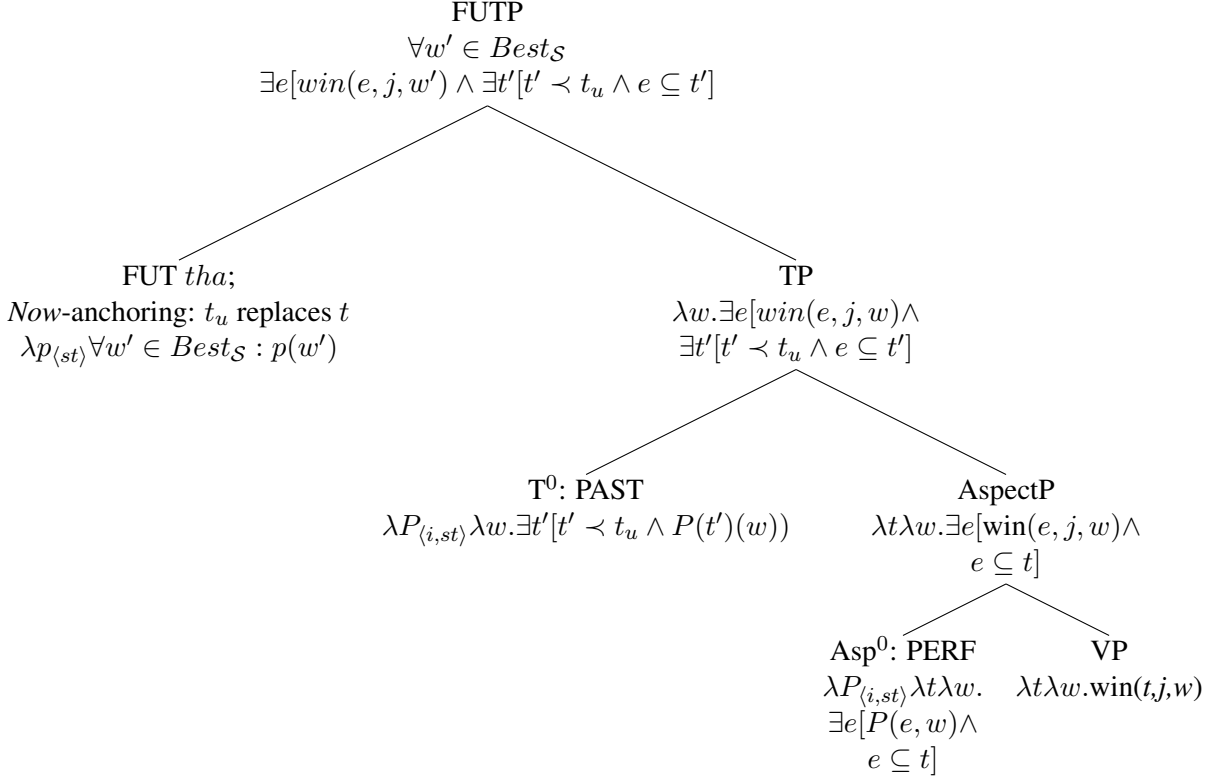 FUTP
∀w′ ∈ Best_𝒮
∃e[win(e, j, w′) ∧ ∃t′[t′ ≺ t_u ∧ e ⊆ t′]
FUT tha;
Now-anchoring: t_u replaces t
λp_⟨st⟩∀w′ ∈ Best_𝒮 : p(w′)
TP
λw.∃e[win(e, j, w)∧
∃t′[t′ ≺ t_u ∧ e ⊆ t′]
T⁰: PAST
λP_⟨i,st⟩λw.∃t′[t′ ≺ t_u ∧ P(t′)(w))
AspectP
λtλw.∃e[win(e, j, w)∧
e ⊆ t]
Asp⁰: PERF
λP_⟨i,st⟩λtλw.
∃e[P(e, w)∧
e ⊆ t]
VP
λtλw.win(t,j,w)